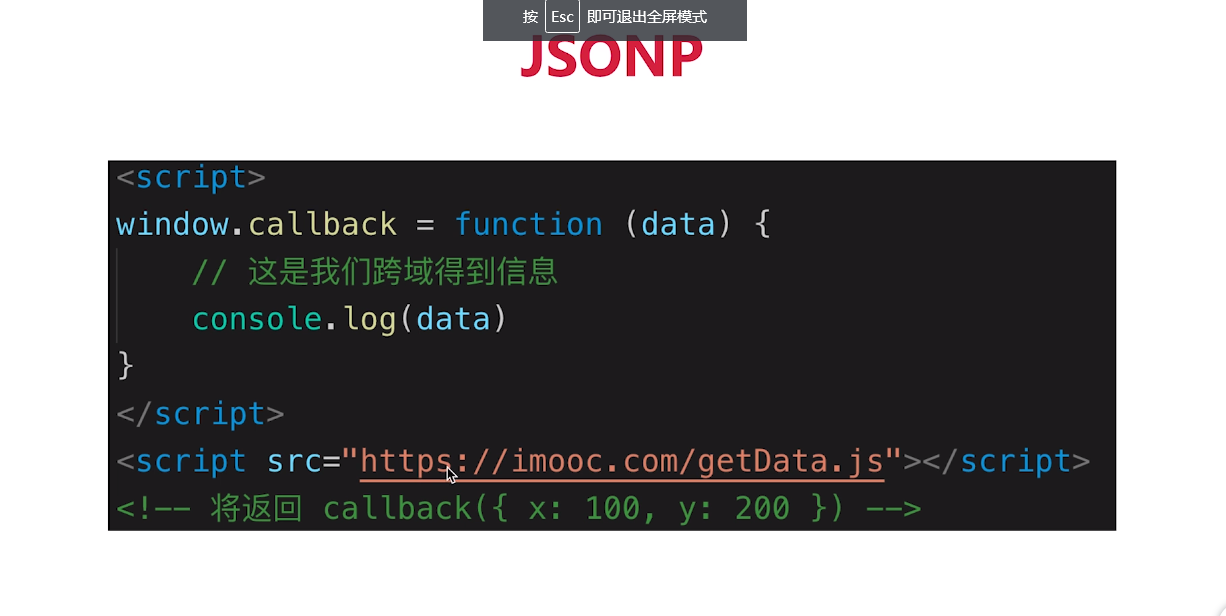 按 Esc 即可退出全屏模式
JSONP
<script>
window.callback = function (data) {
    // 这是我们跨域得到信息
    console.log(data)
}
</script>
<script src="https://imooc.com/getData.js"></script>
<!-- 将返回 callback({ x: 100, y: 200 }) -->